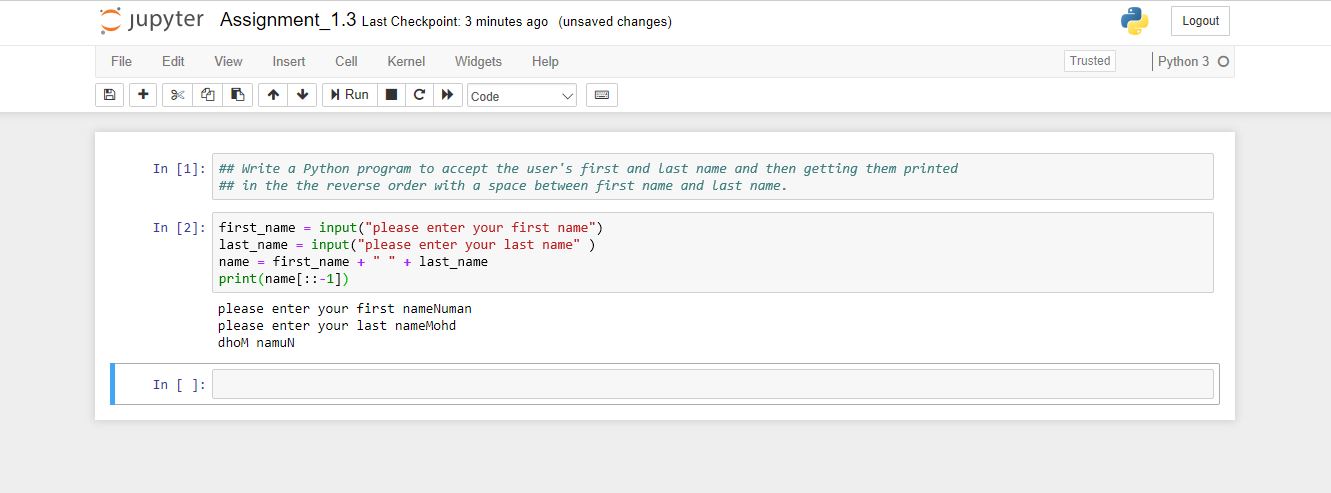 jupyter Assignment_1.3 Last Checkpoint: 3 minutes ago (unsaved changes) Logout
File Edit View Insert Cell Kernel Widgets Help Trusted Python 3
Run Code
In [1]: ## Write a Python program to accept the user's first and last name and then getting them printed
## in the the reverse order with a space between first name and last name.
In [2]: first_name = input("please enter your first name")
last_name = input("please enter your last name" )
name = first_name + " " + last_name
print(name[::-1])
please enter your first nameNuman
please enter your last nameMohd
dhoM namuN
In [ ]: